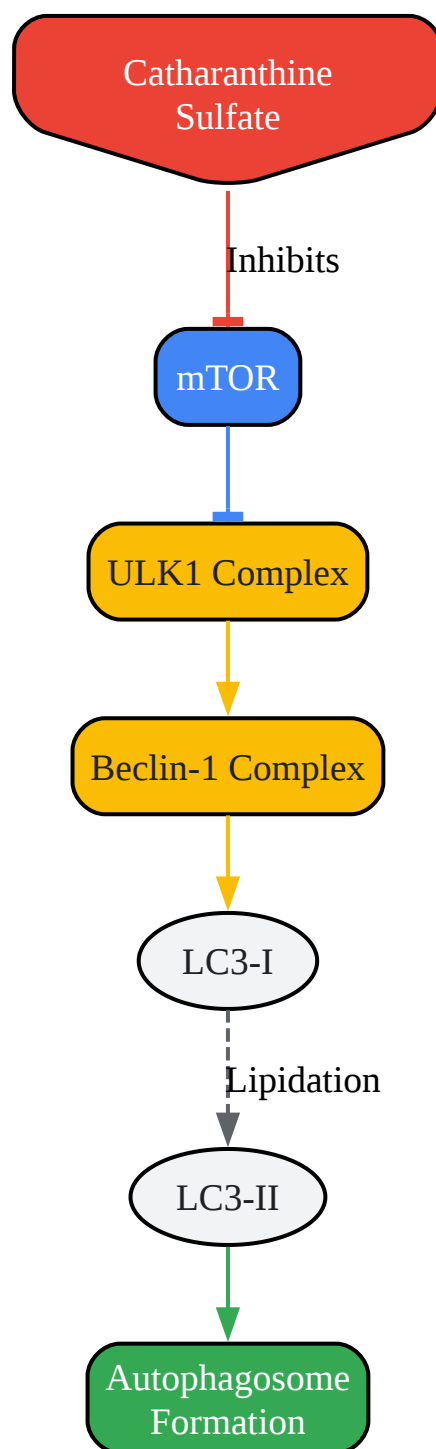 Catharanthine
Sulfate
Inhibits
mTOR
ULK1 Complex
Beclin-1 Complex
LC3-I
Lipidation
LC3-II
Autophagosome
Formation